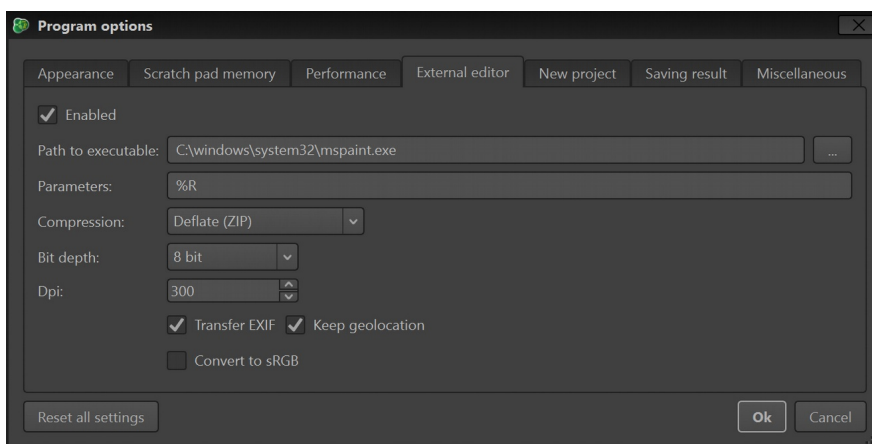 Program options
Appearance Scratch pad memory Performance External editor New project Saving result Miscellaneous
Enabled
Path to executable: C:\windows\system32\mspaint.exe ...
Parameters: %R
Compression: Deflate (ZIP)
Bit depth: 8 bit
Dpi: 300
Transfer EXIF Keep geolocation
Convert to sRGB
Reset all settings Ok Cancel